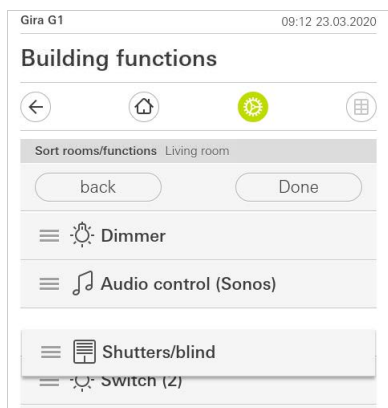 Gira G1 09:12 23.03.2020
Building functions
Sort rooms/functions Living room
back Done
Dimmer
Audio control (Sonos)
Shutters/blind
Switch (2)